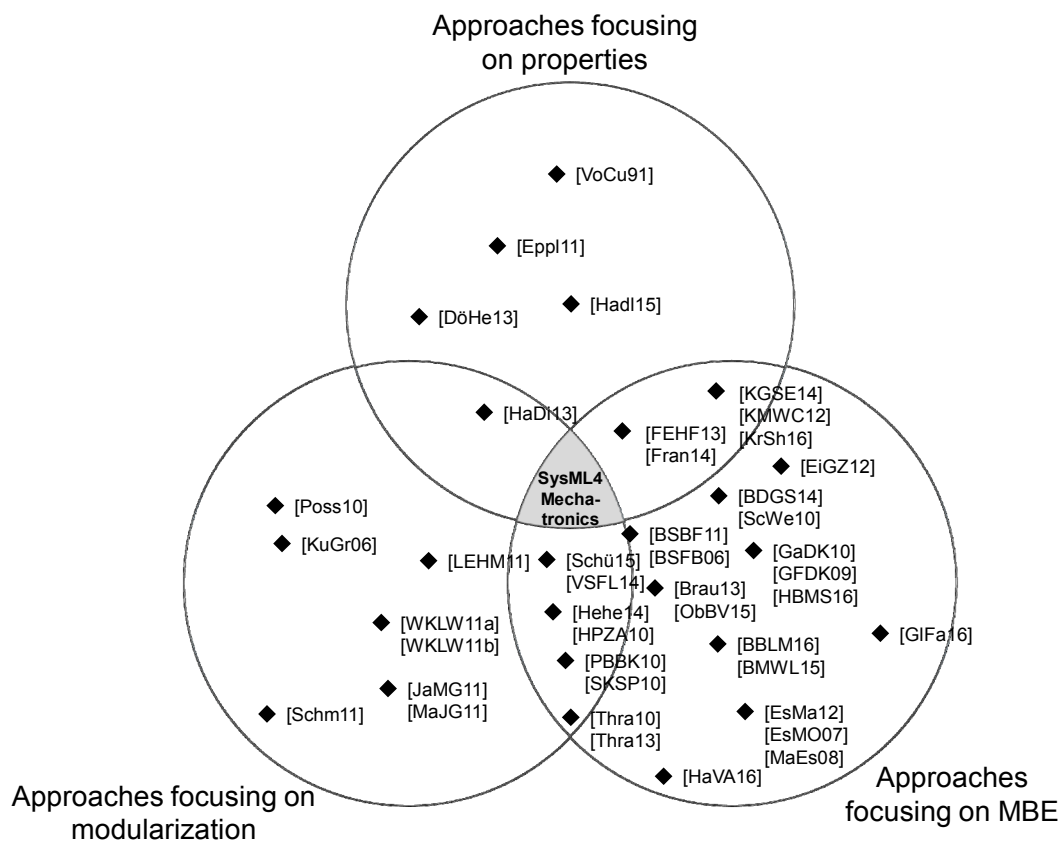 Approaches focusing
on properties
[VoCu91]
[Eppl11]
[Hadl15]
[DöHe13]
[HaDi13]
[KGSE14]
[KMWC12]
[KrSh16]
[FEHF13]
[Fran14]
[EiGZ12]
SysML4
Mecha-
tronics
[BDGS14]
[ScWe10]
[Poss10]
[KuGr06]
[LEHM11]
[Schü15]
[VSFL14]
[BSBF11]
[BSFB06]
[GaDK10]
[GFDK09]
[HBMS16]
[Brau13]
[ObBV15]
[Hehe14]
[HPZA10]
[WKLW11a]
[WKLW11b]
[GlFa16]
[BBLM16]
[BMWL15]
[PBBK10]
[SKSP10]
[JaMG11]
[MaJG11]
[Schm11]
[Thra10]
[Thra13]
[EsMa12]
[EsMO07]
[MaEs08]
[HaVA16]
Approaches focusing on
modularization
Approaches
focusing on MBE